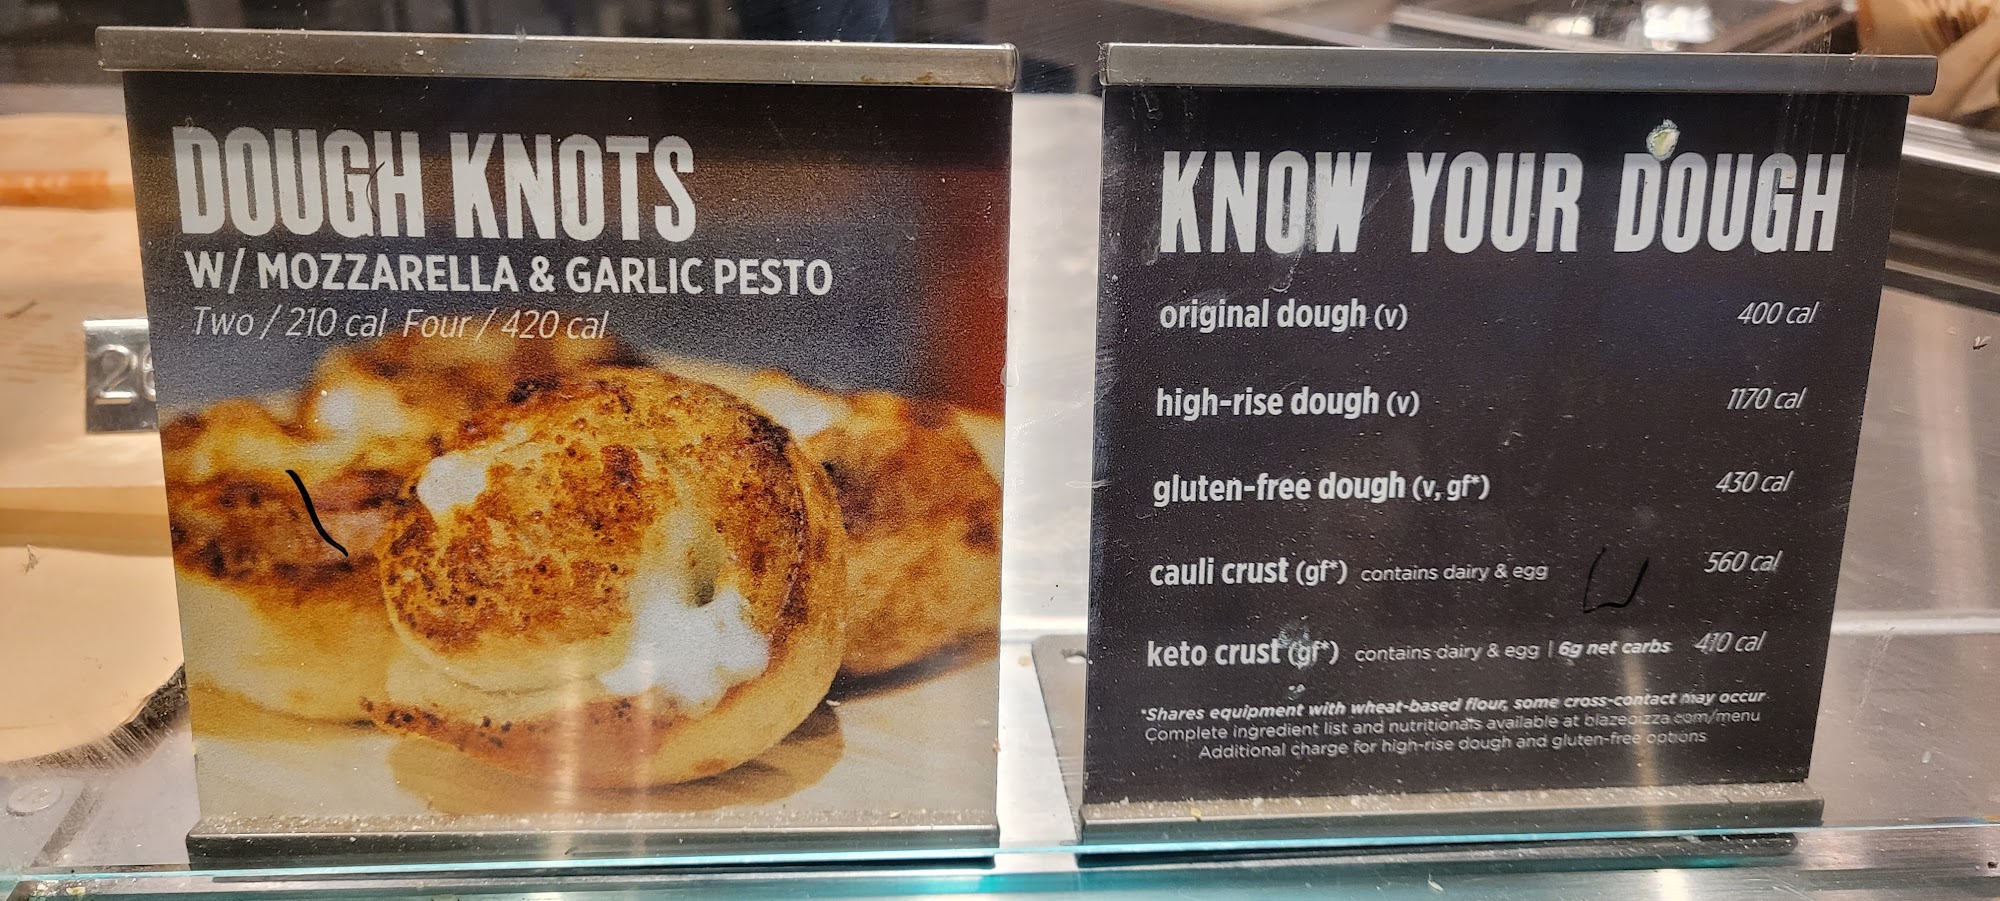 DOUGH KNOTS
W/ MOZZARELLA & GARLIC PESTO
Two / 210 cal Four / 420 cal
KNOW YOUR DOUGH
original dough (v) 400 cal
high-rise dough (v) 1170 cal
gluten-free dough (v, gf*) 430 cal
cauli crust (gf*) contains dairy & egg 560 cal
keto crust (gf*) contains dairy & egg | 6g net carbs 410 cal
*Shares equipment with wheat-based flour, some cross-contact may occur
Complete ingredient list and nutritionals available at blazepizza.com/menu
Additional charge for high-rise dough and gluten-free options